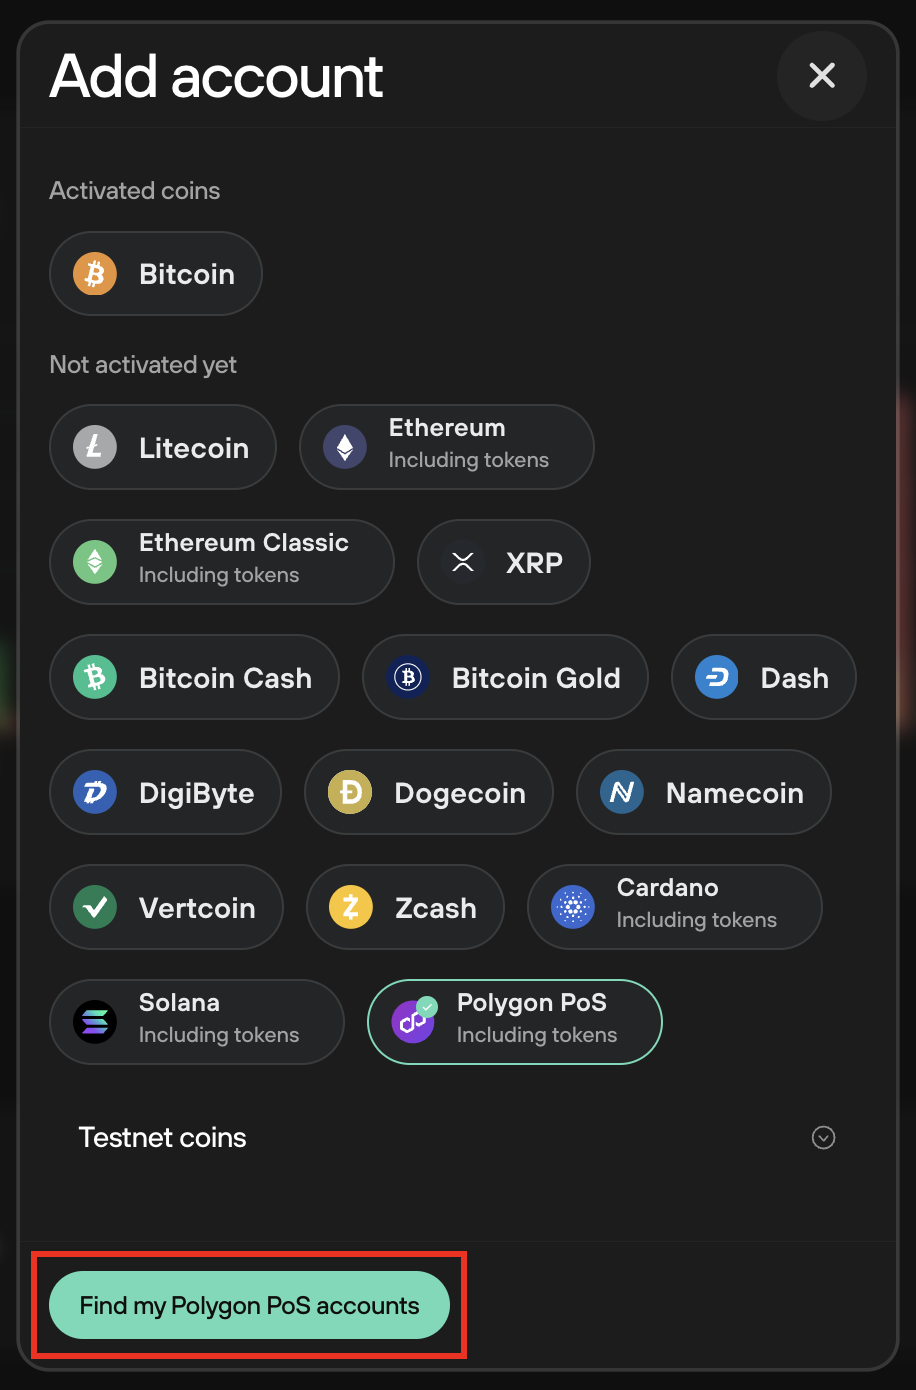 Add account
Activated coins
Bitcoin
Not activated yet
Litecoin
Ethereum
Including tokens
Ethereum Classic
Including tokens
XRP
Bitcoin Cash
Bitcoin Gold
Dash
DigiByte
Dogecoin
Namecoin
Vertcoin
Zcash
Cardano
Including tokens
Solana
Including tokens
Polygon PoS
Including tokens
Testnet coins
Find my Polygon PoS accounts